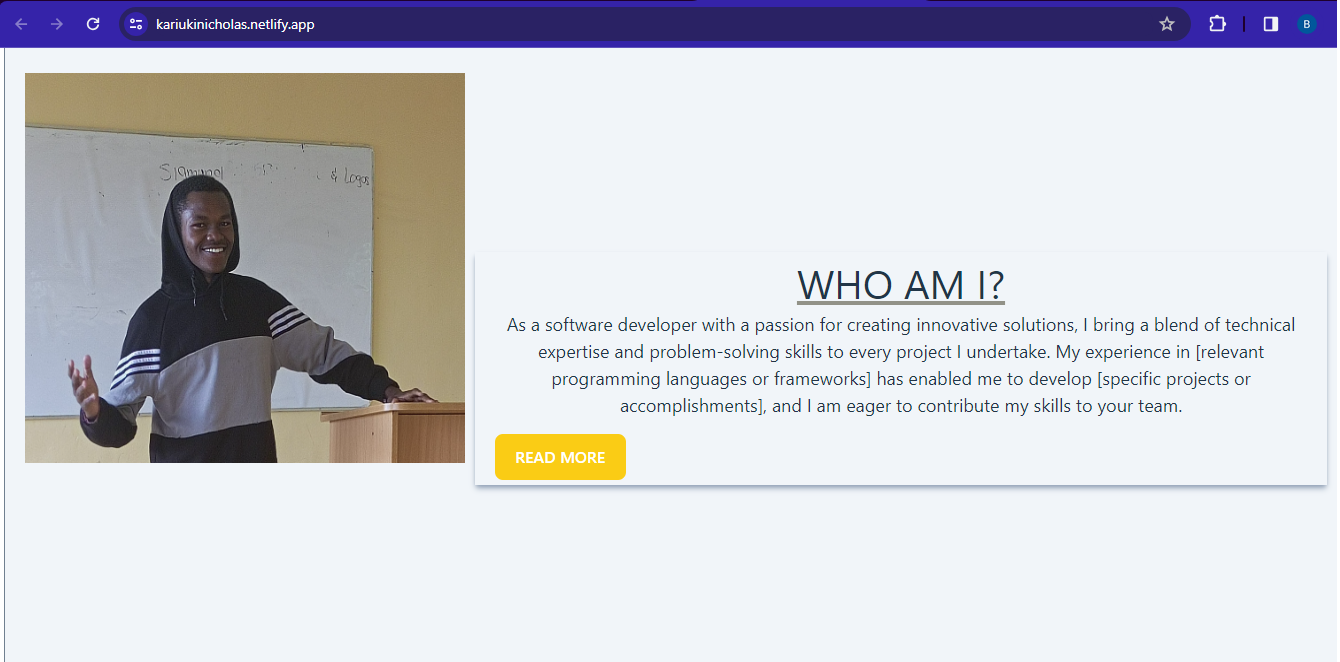 kariukinicholas.netlify.app
B
& Logos
WHO AM I?
As a software developer with a passion for creating innovative solutions, I bring a blend of technical
expertise and problem-solving skills to every project I undertake. My experience in [relevant
programming languages or frameworks] has enabled me to develop [specific projects or
accomplishments], and I am eager to contribute my skills to your team.
READ MORE